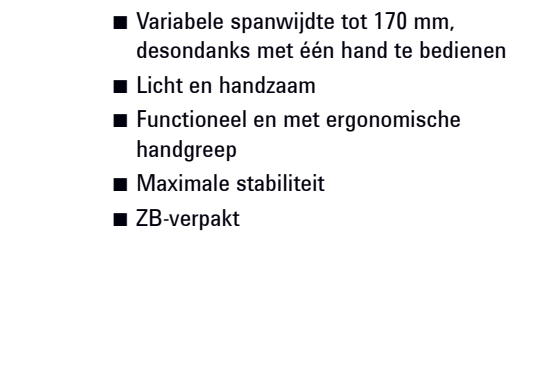 ■ Variabele spanwijdte tot 170 mm,
desondanks met één hand te bedienen
■ Licht en handzaam
■ Functioneel en met ergonomische
handgreep
■ Maximale stabiliteit
■ ZB-verpakt